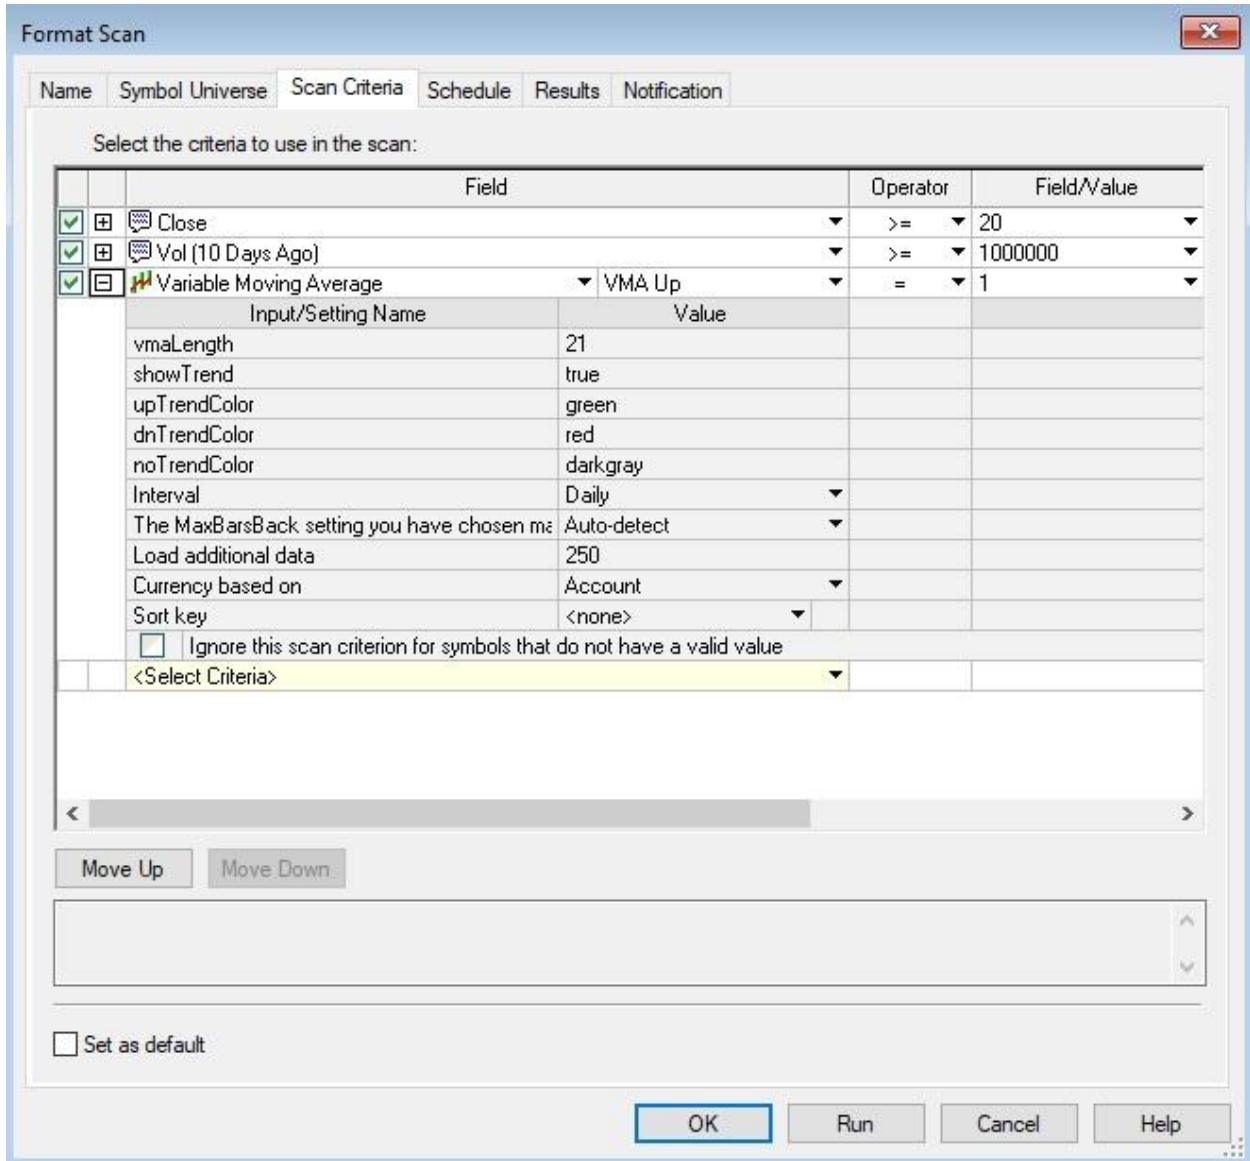 Format Scan
Name Symbol Universe Scan Criteria Schedule Results Notification
Select the criteria to use in the scan:
Field Operator Field/Value
Close >= 20
Vol (10 Days Ago) >= 1000000
Variable Moving Average VMA Up = 1
Input/Setting Name Value
vmaLength 21
showTrend true
upTrendColor green
dnTrendColor red
noTrendColor darkgray
Interval Daily
The MaxBarsBack setting you have chosen ma Auto-detect
Load additional data 250
Currency based on Account
Sort key <none>
Ignore this scan criterion for symbols that do not have a valid value
<Select Criteria>
Move Up Move Down
Set as default
OK Run Cancel Help